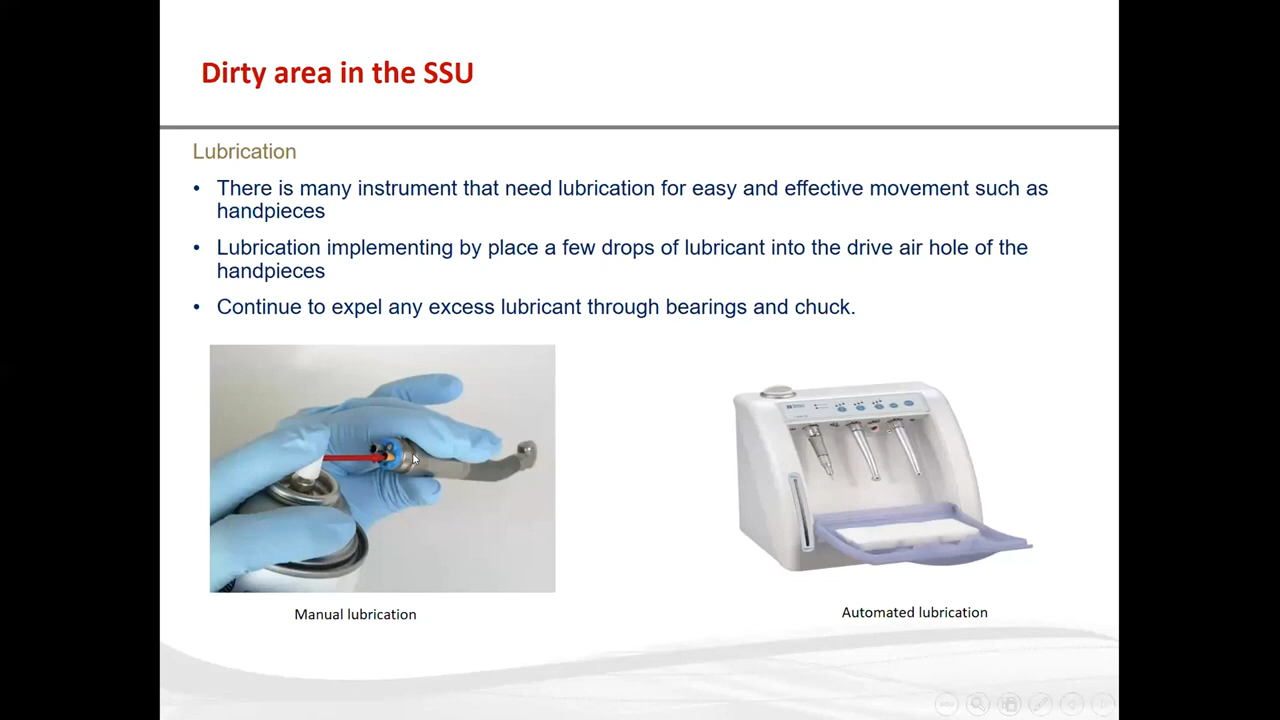 Dirty area in the SSU
Lubrication
• There is many instrument that need lubrication for easy and effective movement such as
handpieces
• Lubrication implementing by place a few drops of lubricant into the drive air hole of the
handpieces
• Continue to expel any excess lubricant through bearings and chuck.
Manual lubrication
Automated lubrication